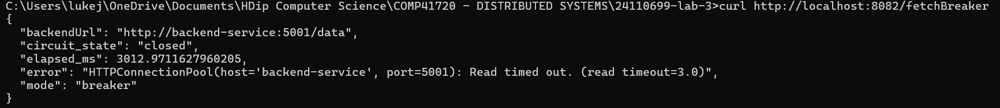 C:\Users\lukej\OneDrive\Documents\HDip Computer Science\COMP41720 - DISTRIBUTED SYSTEMS\24110699-lab-3>curl http://localhost:8082/fetchBreaker
{
  "backendUrl": "http://backend-service:5001/data",
  "circuit_state": "closed",
  "elapsed_ms": 3012.9711627960205,
  "error": "HTTPConnectionPool(host='backend-service', port=5001): Read timed out. (read timeout=3.0)",
  "mode": "breaker"
}